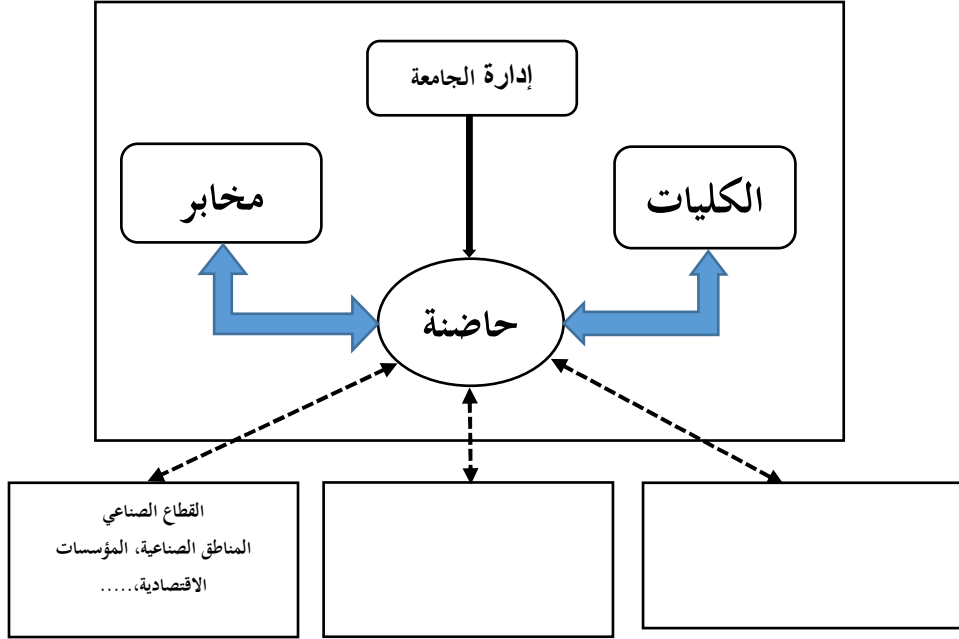 إدارة الجامعة
الكليات
مخابر
حاضنة
القطاع الصناعي
المناطق الصناعية، المؤسسات
الاقتصادية،.....